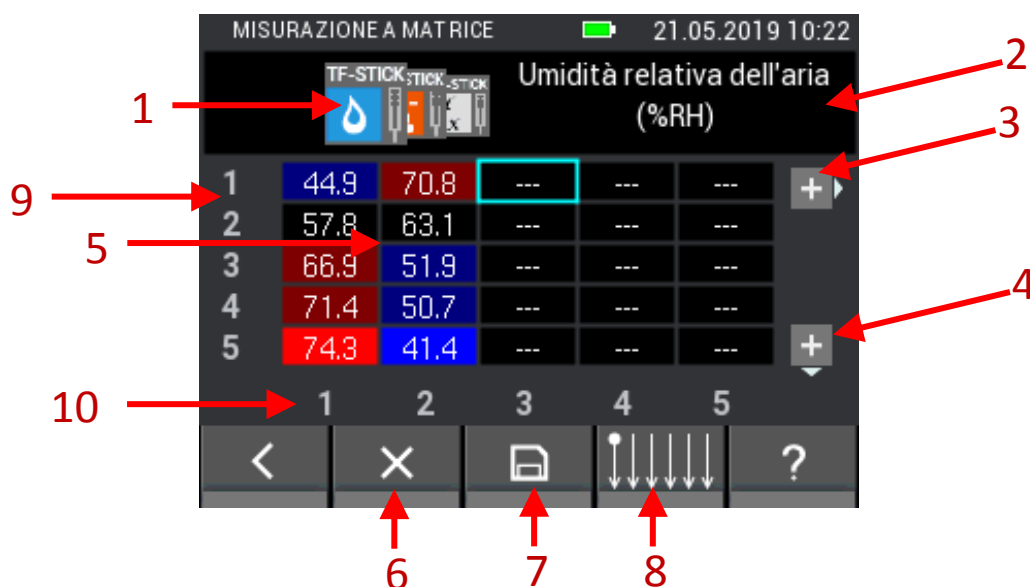 MISURAZIONE A MATRICE 21.05.2019 10:22
TF-STICK STICK -STICK Umidità relativa dell'aria
(%RH)
1
2
3
1 44.9 70.8 --- --- --- +
9
2 57.8 63.1 --- --- ---
5
3 66.9 51.9 --- --- ---
4 71.4 50.7 --- --- ---
4
5 74.3 41.4 --- --- --- +
10
1 2 3 4 5
< × ?
6 7 8